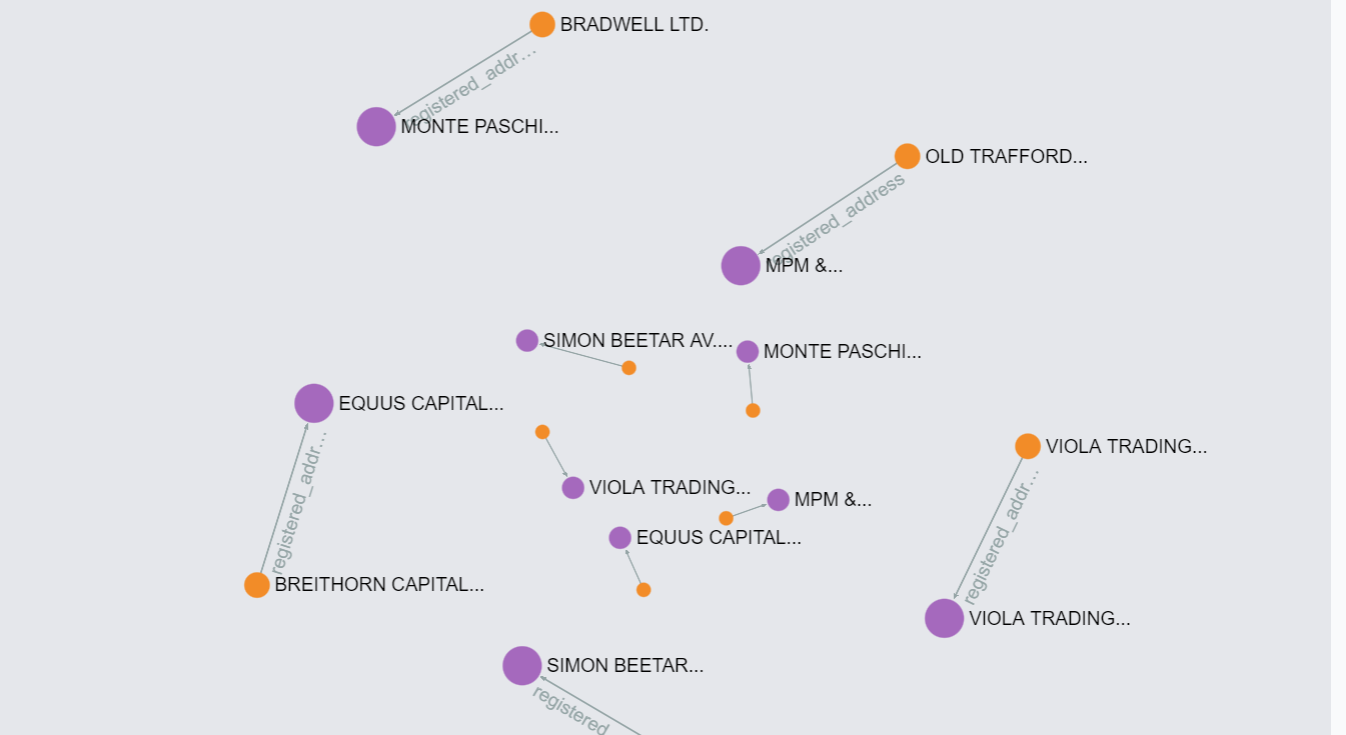 BRADWELL LTD.
registered_addr...
MONTE PASCHI...
OLD TRAFFORD...
registered_address
MPM &...
SIMON BEETAR AV....
MONTE PASCHI...
EQUUS CAPITAL...
registered_addr...
VIOLA TRADING...
VIOLA TRADING...
registered_addr...
MPM &...
EQUUS CAPITAL...
BREITHORN CAPITAL...
VIOLA TRADING...
SIMON BEETAR...
registered